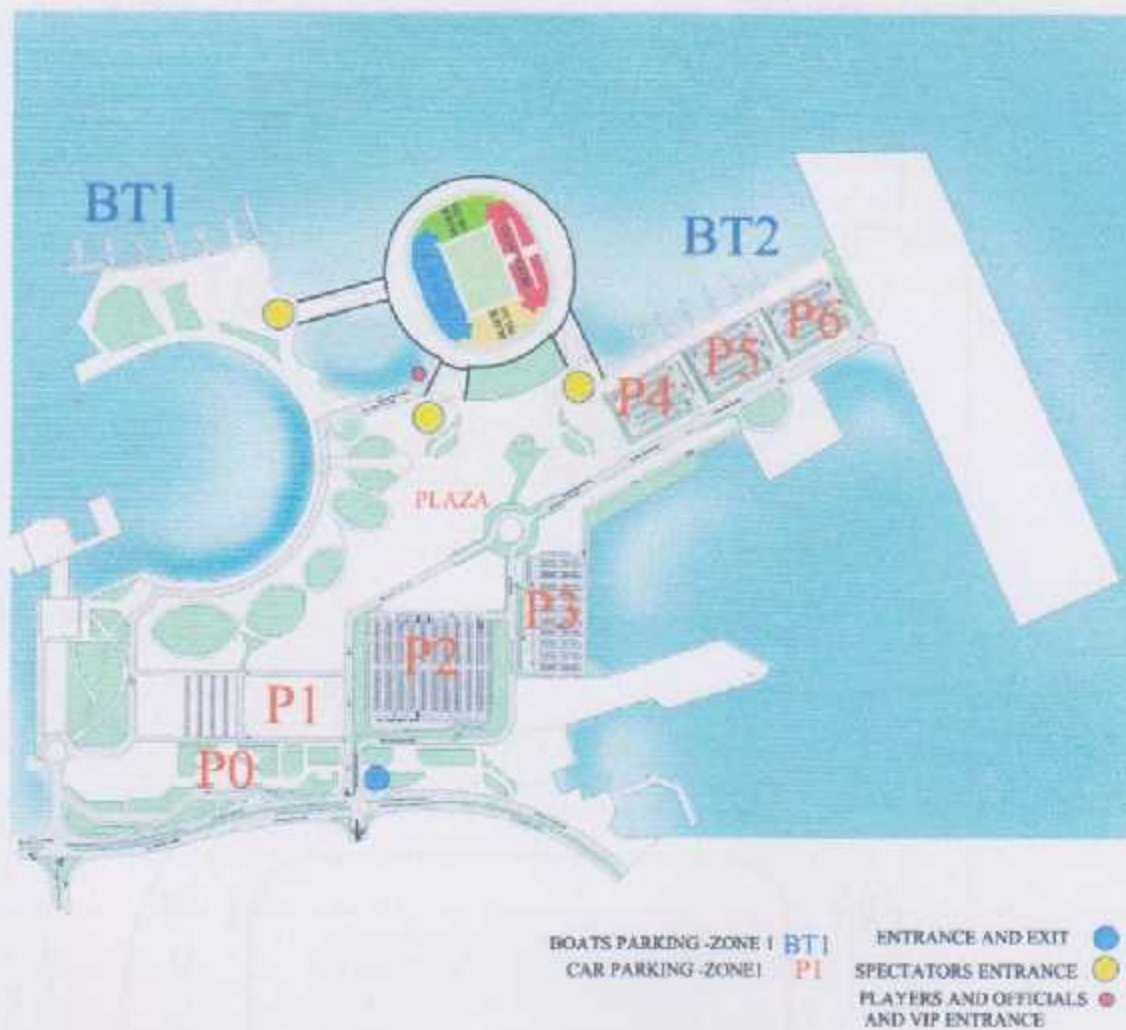 BT1
BT2
P6
P5
P4
PLAZA
P3
P2
P1
P0
BOATS PARKING -ZONE 1 BT1
CAR PARKING -ZONE1 P1
ENTRANCE AND EXIT
SPECTATORS ENTRANCE
PLAYERS AND OFFICIALS
AND VIP ENTRANCE